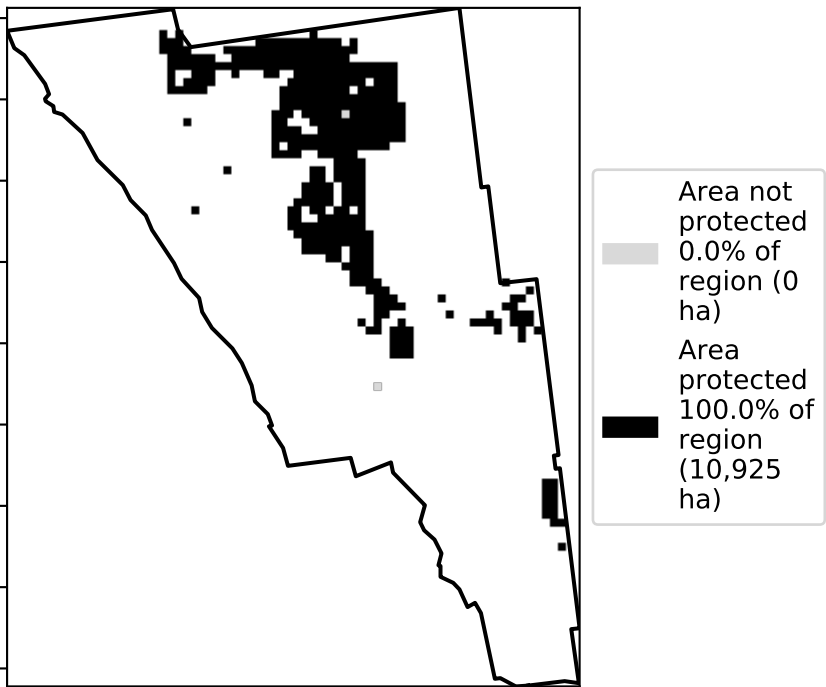 Area not
protected
0.0% of
region (0
ha)
Area
protected
100.0% of
region
(10,925
ha)